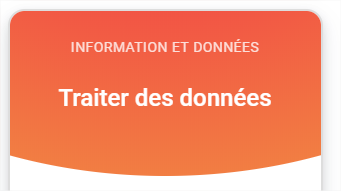 INFORMATION ET DONNÉES
Traiter des données